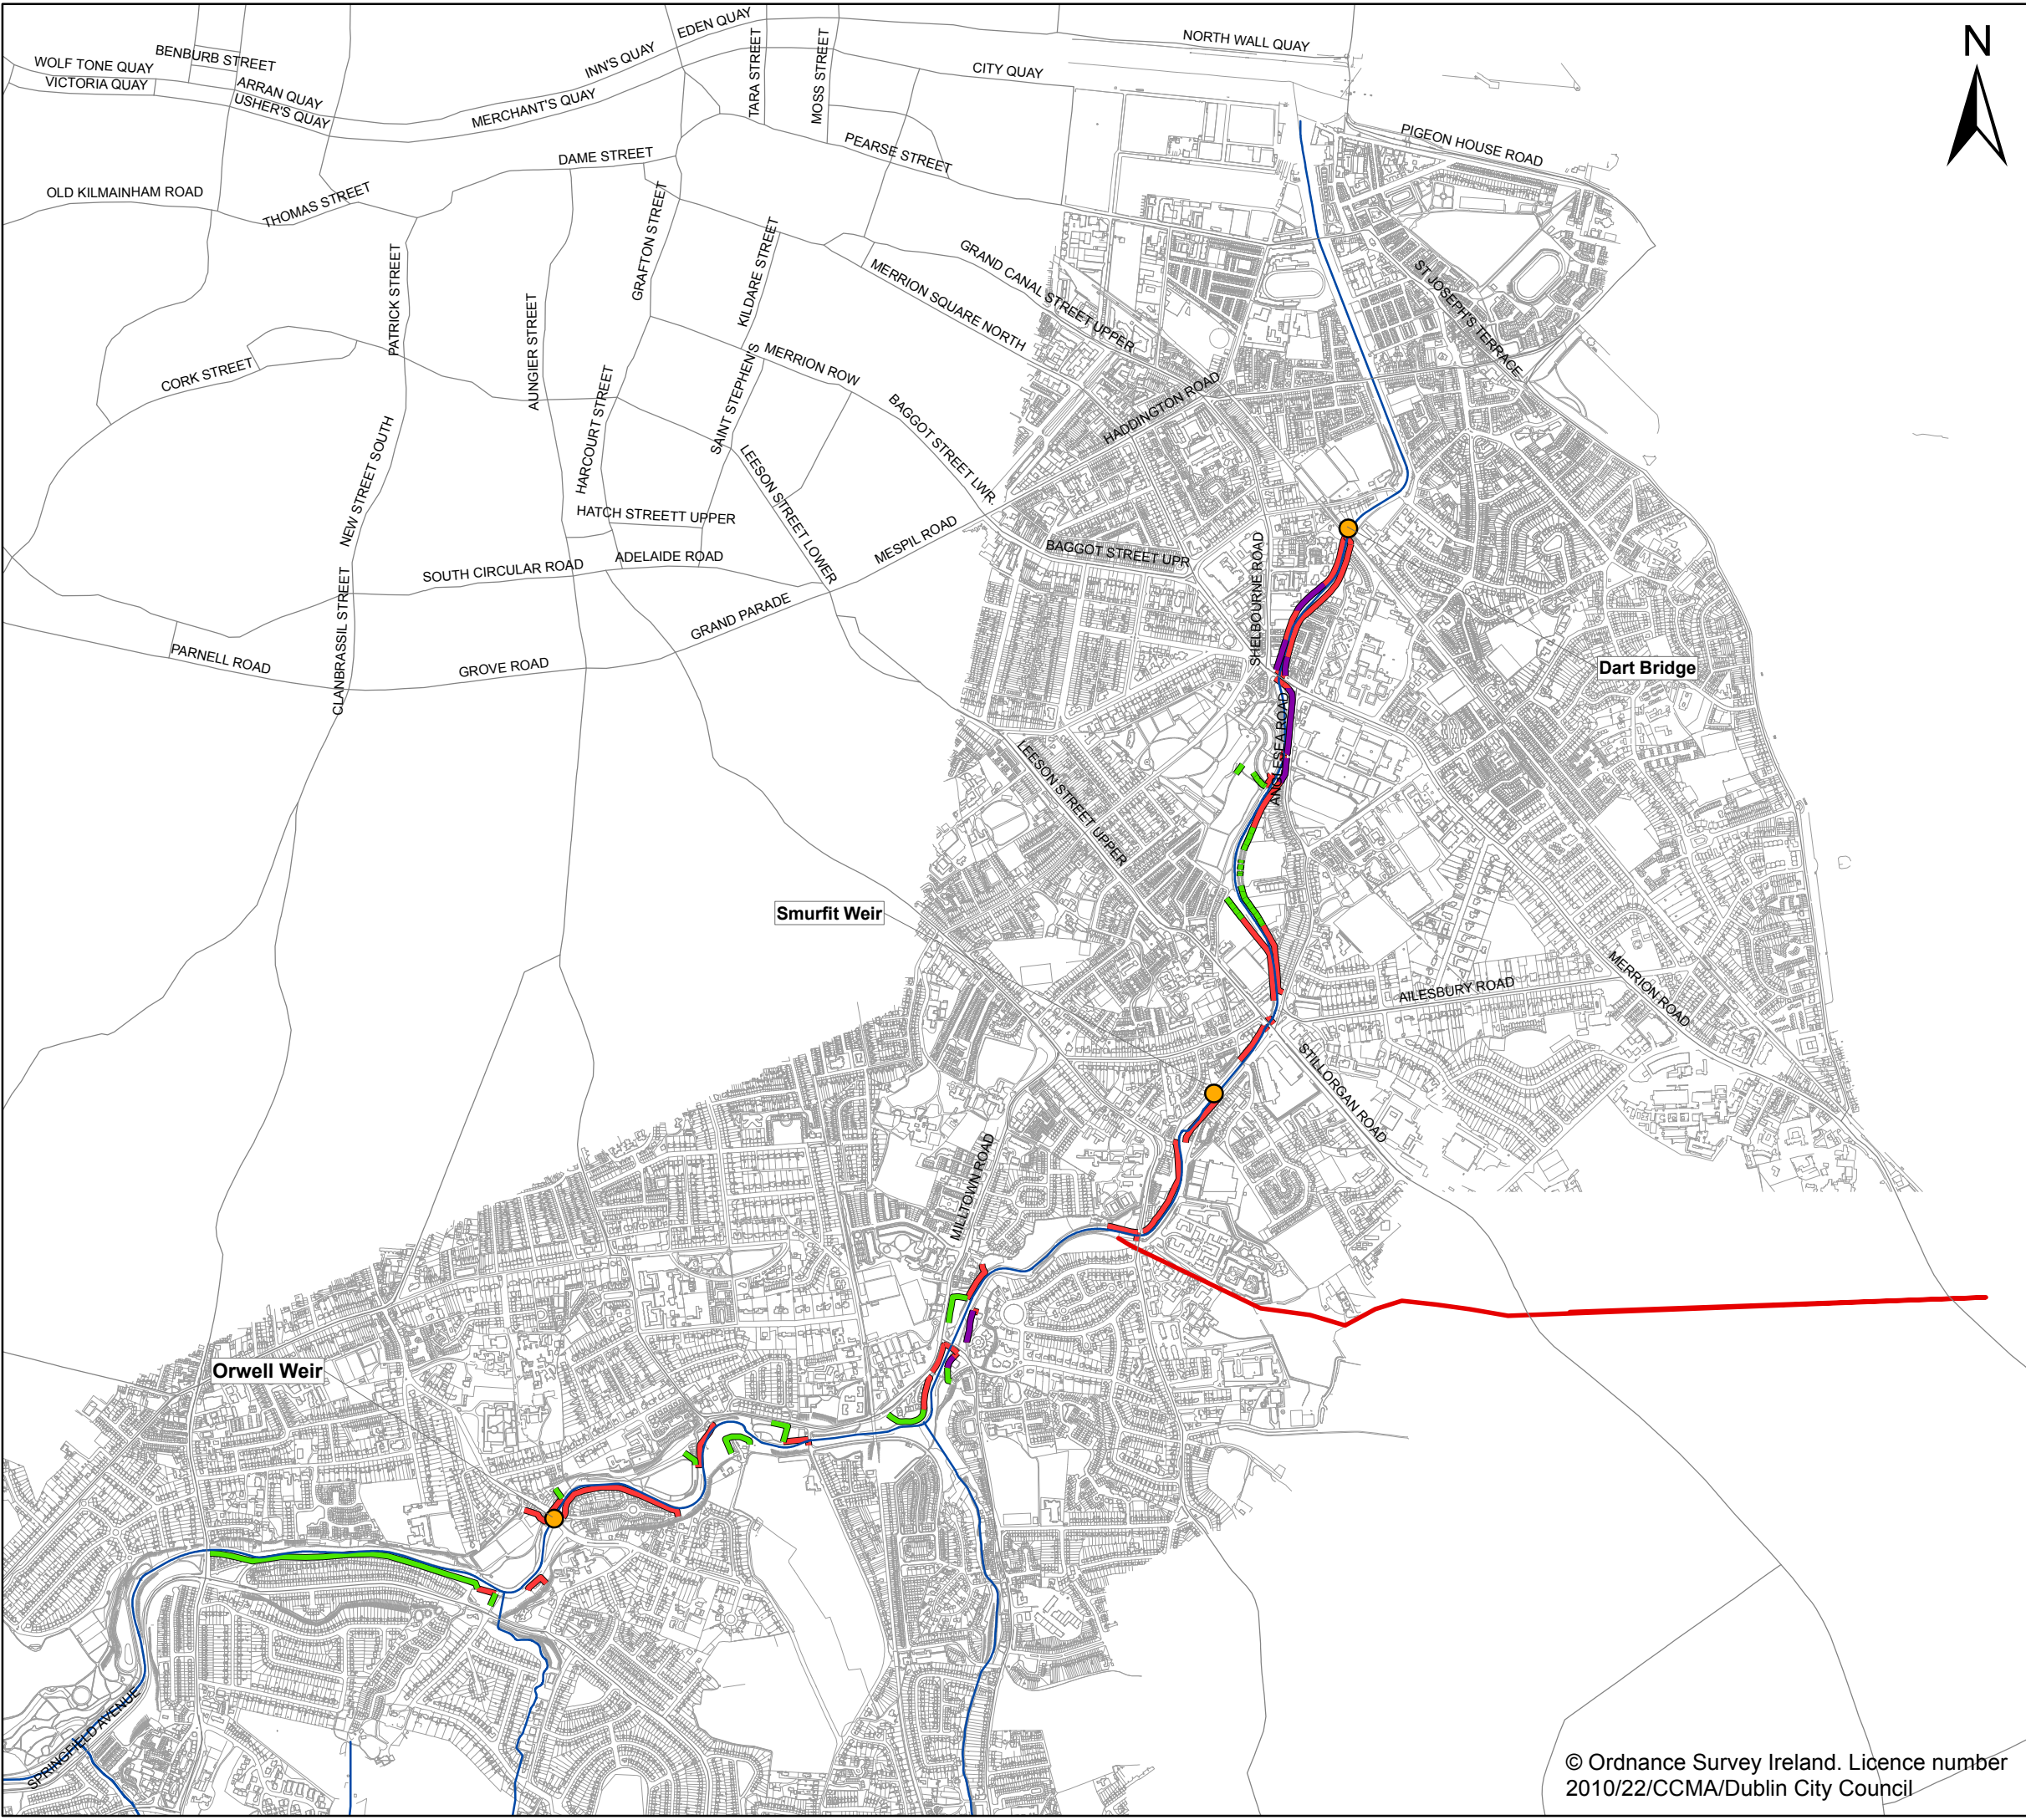 N
EDEN QUAY
NORTH WALL QUAY
BENBURB STREET
WOLF TONE QUAY
VICTORIA QUAY
ARRAN QUAY
USHER'S QUAY
INN'S QUAY
MERCHANT'S QUAY
TARA STREET
MOSS STREET
CITY QUAY
PIGEON HOUSE ROAD
PEARSE STREET
DAME STREET
OLD KILMAINHAM ROAD
THOMAS STREET
PATRICK STREET
GRAFTON STREET
KILDARE STREET
GRAND CANAL STREET UPPER
MERRION SQUARE NORTH
ST JOSEPH'S TERRACE
AUNGIER STREET
CORK STREET
HARCOURT STREET
SAINT STEPHEN'S
MERRION ROW
BAGGOT STREET LWR.
HADDINGTON ROAD
NEW STREET SOUTH
LEESON STREET LOWER
HATCH STREETT UPPER
MESPIL ROAD
BAGGOT STREET UPR
SHELBOURNE ROAD
ADELAIDE ROAD
SOUTH CIRCULAR ROAD
CLANBRASSIL STREET
GRAND PARADE
PARNELL ROAD
GROVE ROAD
Dart Bridge
ANGLESEA ROAD
LEESON STREET UPPER
Smurfit Weir
AILESBURY ROAD
MERRION ROAD
STILLORGAN ROAD
MILLTOWN ROAD
Orwell Weir
SPRINGFIELD AVENUE
© Ordnance Survey Ireland. Licence number
2010/22/CCMA/Dublin City Council